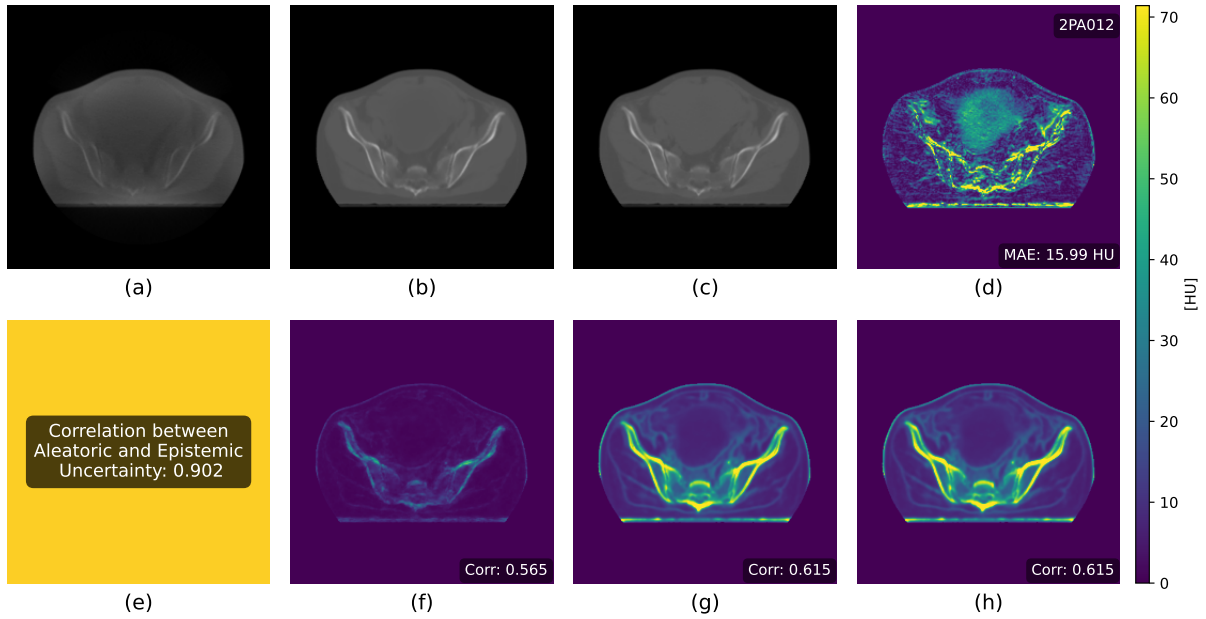 2PA012
MAE: 15.99 HU
(a)
(b)
(c)
(d)
Correlation between
Aleatoric and Epistemic
Uncertainty: 0.902
Corr: 0.565
Corr: 0.615
Corr: 0.615
(e)
(f)
(g)
(h)
70
60
50
40
30
20
10
0
[HU]